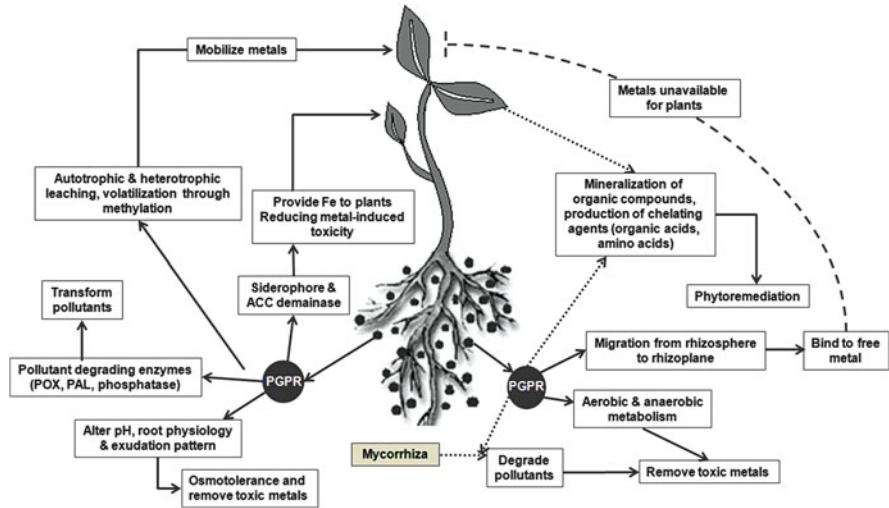 Mobilize metals
Metals unavailable
for plants
Autotrophic & heterotrophic
leaching, volatilization through
methylation
Provide Fe to plants
Reducing metal-induced
toxicity
Mineralization of
organic compounds,
production of chelating
agents (organic acids,
amino acids)
Siderophore &
ACC demainase
Transform
pollutants
Phytoremediation
Pollutant degrading enzymes
(POX, PAL, phosphatase)
PGPR
PGPR
Migration from rhizosphere
to rhizoplane
Bind to free
metal
Aerobic & anaerobic
metabolism
Alter pH, root physiology
& exudation pattern
Mycorrhiza
Degrade
pollutants
Remove toxic metals
Osmotolerance and
remove toxic metals